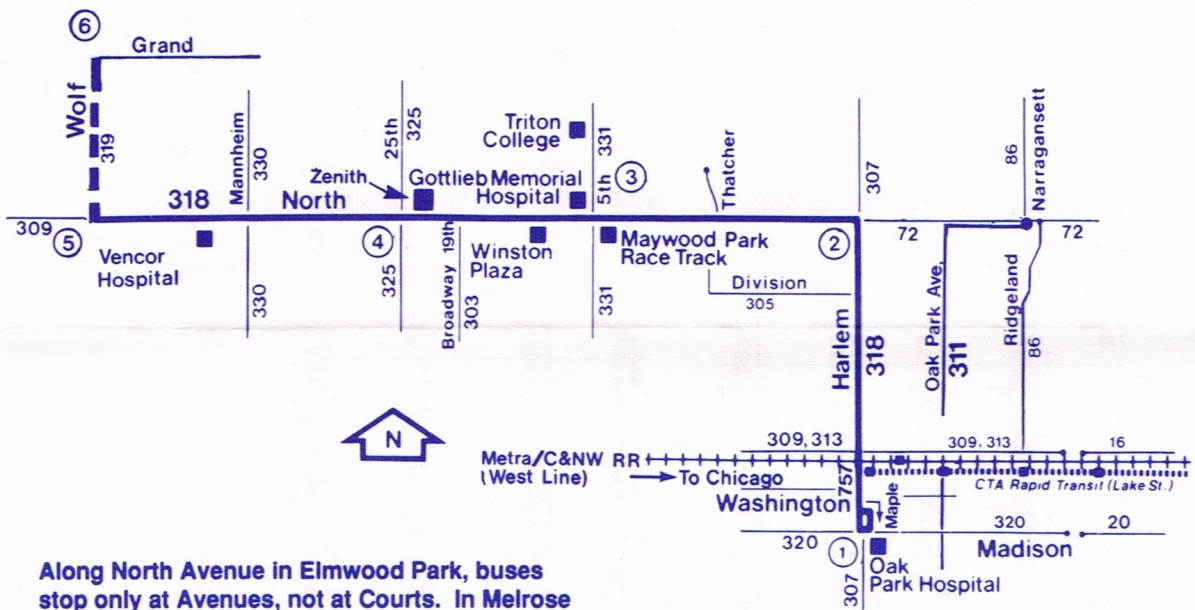 ⑥
Grand
Wolf
319
Mannheim
330
25th
325
Triton
College
331
5th
③
Zenith
Gottlieb Memorial
Hospital
Thatcher
307
86
Narragansett
318
North
309
⑤
Vencor
Hospital
330
④
325
Broadway 19th
303
Winston
Plaza
331
Maywood Park
Race Track
②
72
72
Division
305
Harlem
318
Oak Park Ave.
311
Ridgeland
86
N
309, 313
309, 313
16
Metra/C&NW RR
(West Line)
To Chicago
CTA Rapid Transit (Lake St.)
757
Washington
Maple
320
①
320
20
Madison
Oak
Park Hospital
307
Along North Avenue in Elmwood Park, buses
stop only at Avenues, not at Courts. In Melrose